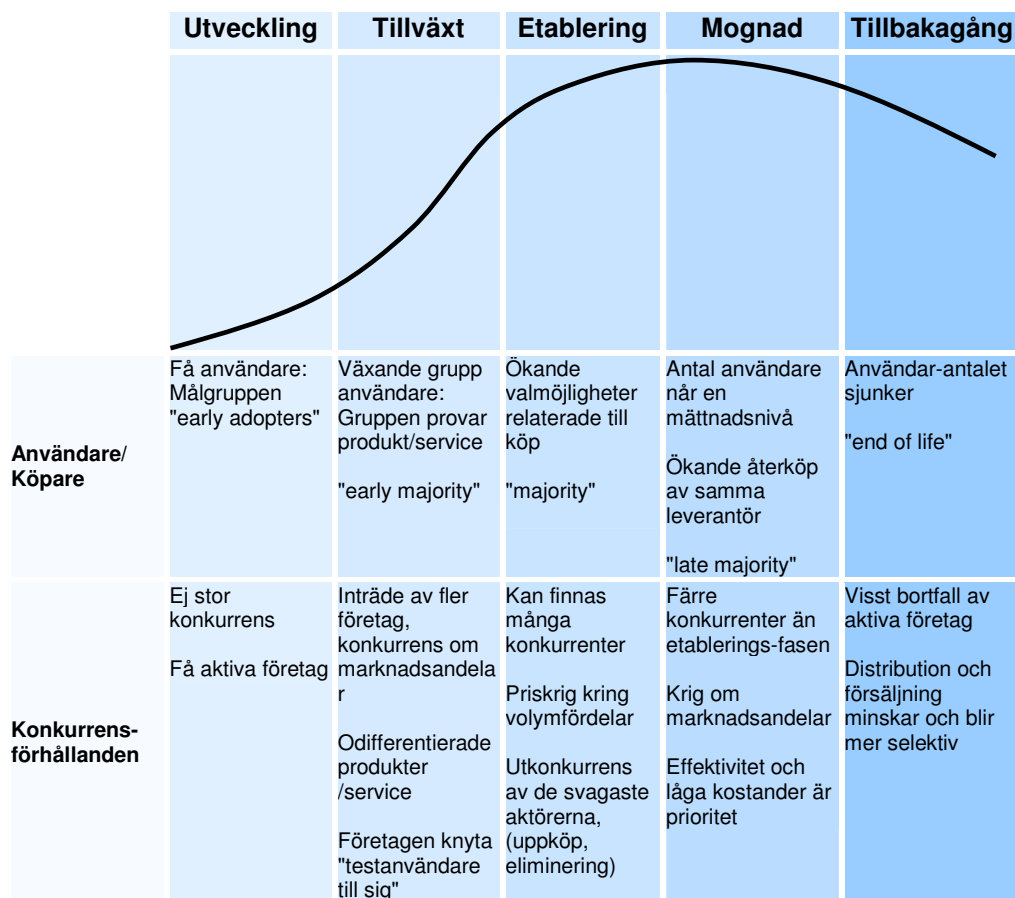 Utveckling
Tillväxt
Etablering
Mognad
Tillbakagång
Användare/
Köpare
Få användare:
Målgruppen
"early adopters"
Växande grupp
användare:
Gruppen provar
produkt/service
"early majority"
Ökande
valmöjligheter
relaterade till
köp
"majority"
Antal användare
når en
mättnadsnivå
Ökande återköp
av samma
leverantör
"late majority"
Användar-antalet
sjunker
"end of life"
Konkurrens-
förhållanden
Ej stor
konkurrens
Få aktiva företag
Inträde av fler
företag,
konkurrens om
marknadsandela
r
Odifferentierade
produkter
/service
Företagen knyta
"testanvändare
till sig"
Kan finnas
många
konkurrenter
Priskrig kring
volymfördelar
Utkonkurrens
av de svagaste
aktörerna,
(uppköp,
eliminering)
Färre
konkurrenter än
etablerings-fasen
Krig om
marknadsandelar
Effektivitet och
låga kostander är
prioritet
Visst bortfall av
aktiva företag
Distribution och
försäljning
minskar och blir
mer selektiv